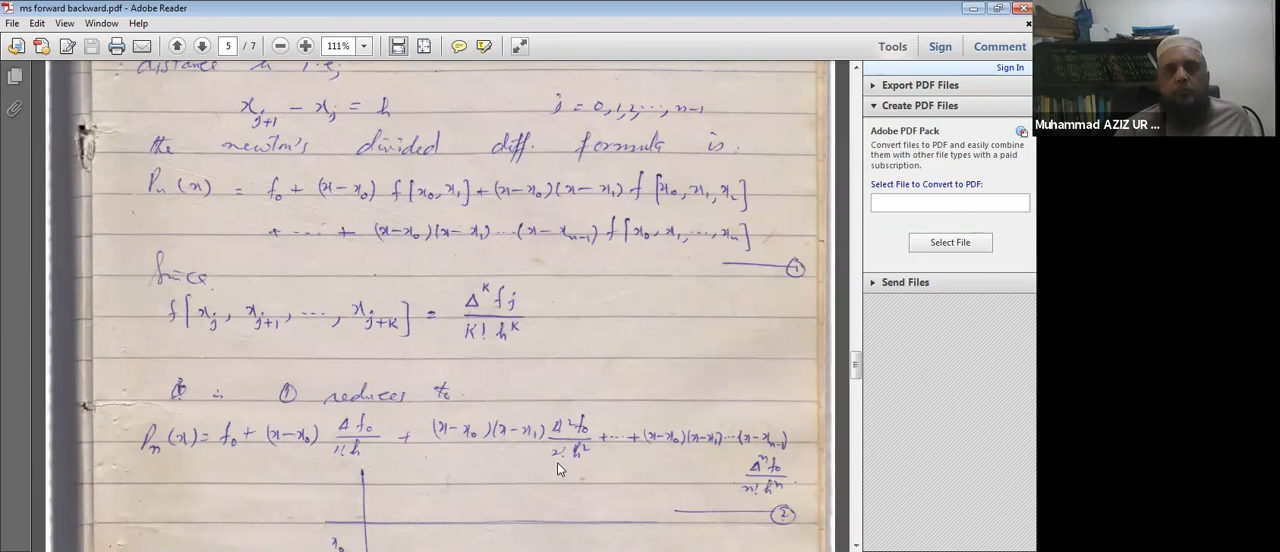 ms forward backward.pdf - Adobe Reader
File Edit View Window Help
5 / 7 111% Tools Sign Comment
Sign In
Export PDF Files
Create PDF Files
Adobe PDF Pack
Convert files to PDF and easily combine
them with other file types with a paid
subscription.
Select File to Convert to PDF:
Select File
Send Files
Muhammad AZIZ UR ...
distance h i.e;
x_{j+1} - x_j = h j = 0,1,2,...,n-1
the newton's divided diff. formula is:
P_n(x) = f_0 + (x-x_0) f[x_0,x_1] + (x-x_0)(x-x_1) f[x_0,x_1,x_2]
+ ... + (x-x_0)(x-x_1)...(x-x_{n-1}) f[x_0,x_1,...,x_n]
①
Since
f[x_j, x_{j+1}, ..., x_{j+k}] = Δ^k f_j / k! h^k
∴ ① reduces to
P_n(x) = f_0 + (x-x_0) Δf_0 / 1!h + (x-x_0)(x-x_1) Δ^2 f_0 / 2! h^2 + ... + (x-x_0)(x-x_1)...(x-x_{n-1})
Δ^n f_0 / n! h^n
②
x_0